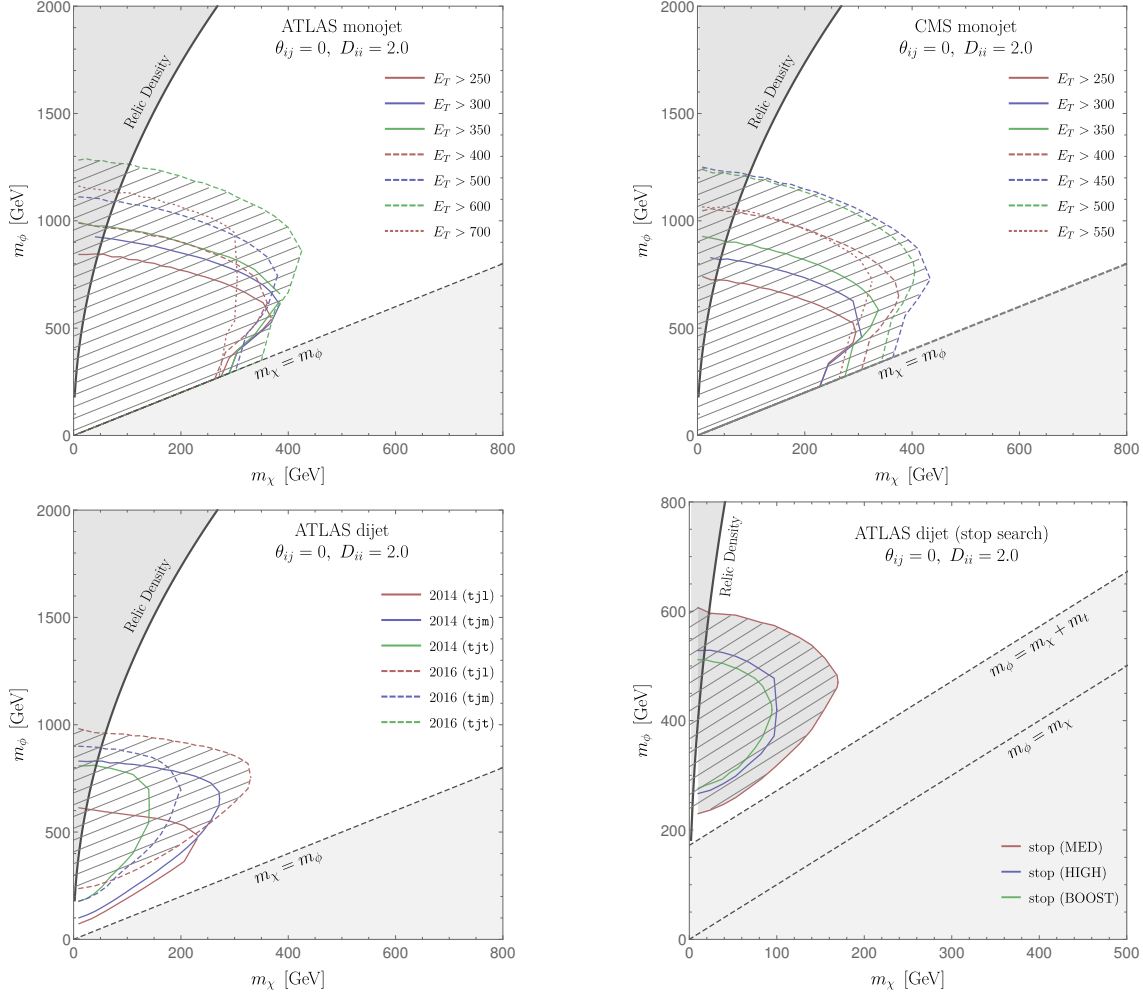 ATLAS monojet
θij = 0, Dii = 2.0
Relic Density
ET > 250
ET > 300
ET > 350
ET > 400
ET > 500
ET > 600
ET > 700
mχ = mϕ
mϕ [GeV]
2000
1500
1000
500
0
0 200 400 600 800
mχ [GeV]
CMS monojet
θij = 0, Dii = 2.0
Relic Density
ET > 250
ET > 300
ET > 350
ET > 400
ET > 450
ET > 500
ET > 550
mχ = mϕ
mϕ [GeV]
2000
1500
1000
500
0
0 200 400 600 800
mχ [GeV]
ATLAS dijet
θij = 0, Dii = 2.0
Relic Density
2014 (tjl)
2014 (tjm)
2014 (tjt)
2016 (tjl)
2016 (tjm)
2016 (tjt)
mχ = mϕ
mϕ [GeV]
2000
1500
1000
500
0
0 200 400 600 800
mχ [GeV]
ATLAS dijet (stop search)
θij = 0, Dii = 2.0
Relic Density
mϕ = mχ + mt
mϕ = mχ
stop (MED)
stop (HIGH)
stop (BOOST)
mϕ [GeV]
800
600
400
200
0
0 100 200 300 400 500
mχ [GeV]